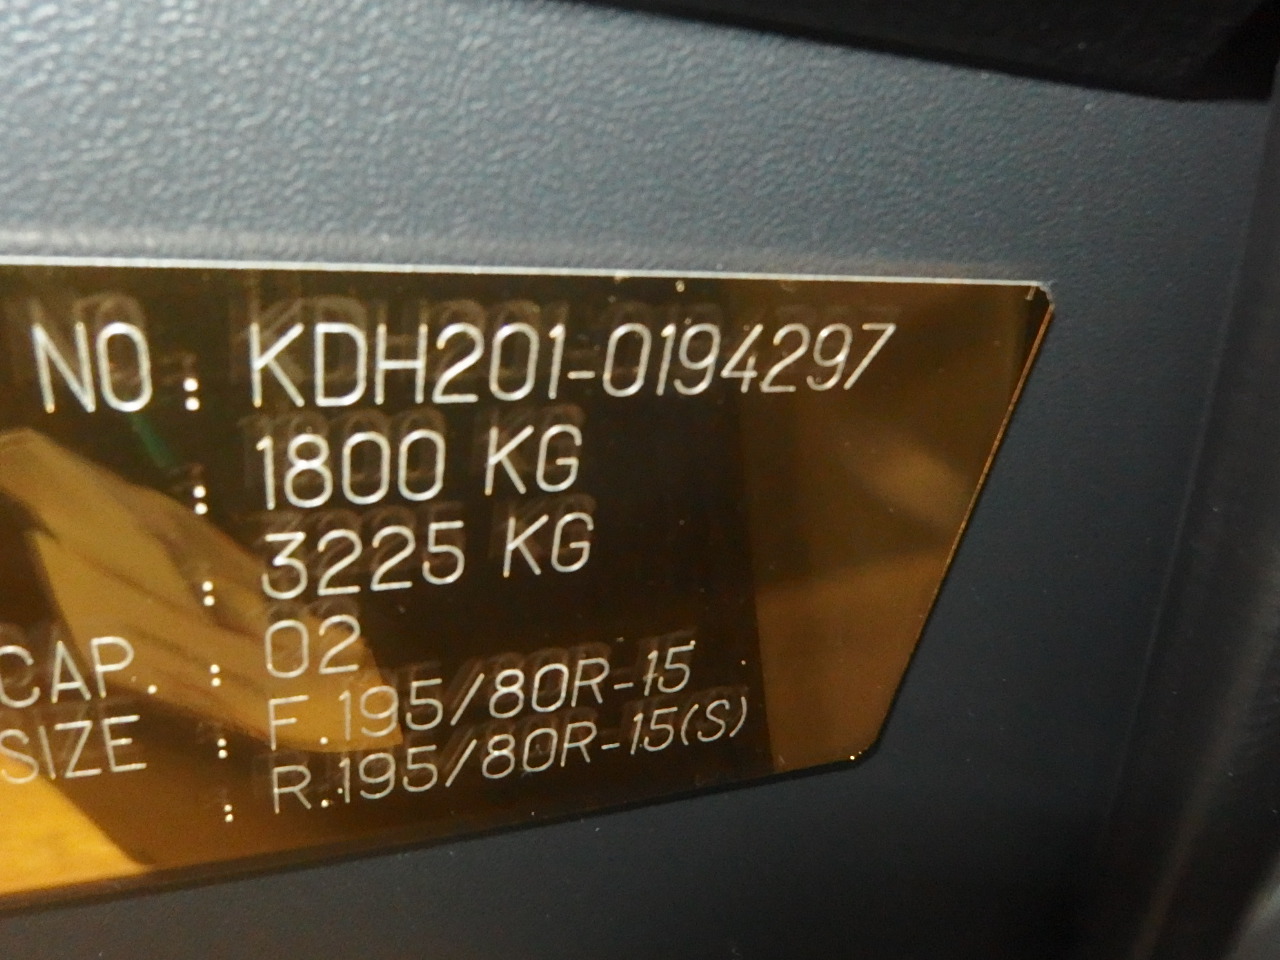 NO : KDH201-0194297
: 1800 KG
: 3225 KG
CAP. : 02
SIZE : F.195/80R-15
: R.195/80R-15(S)